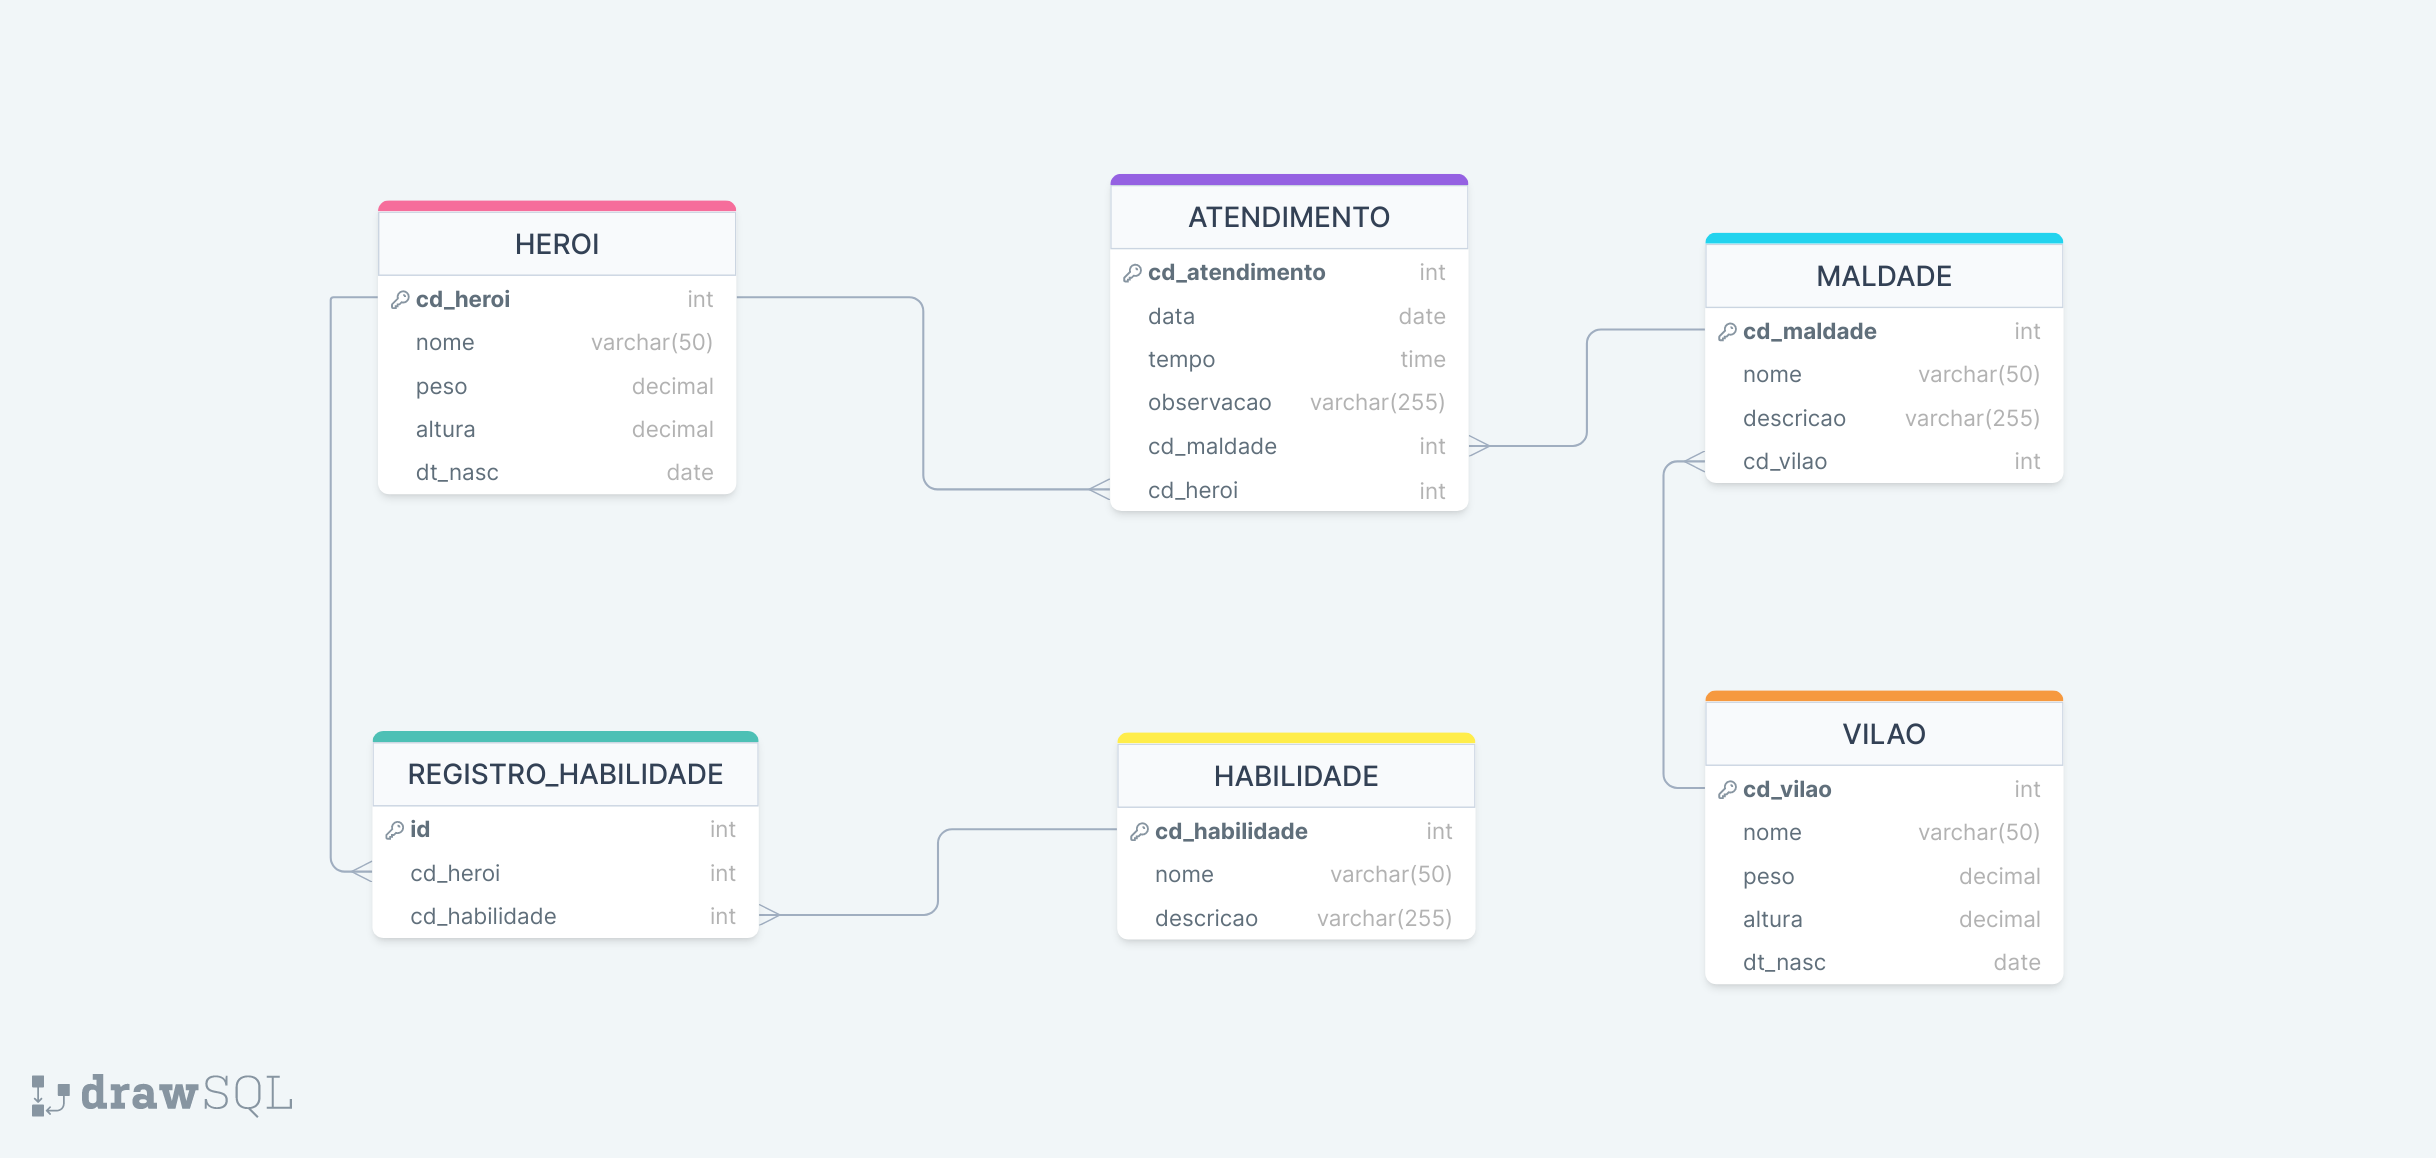 HEROI
cd_heroi int
nome varchar(50)
peso decimal
altura decimal
dt_nasc date
ATENDIMENTO
cd_atendimento int
data date
tempo time
observacao varchar(255)
cd_maldade int
cd_heroi int
MALDADE
cd_maldade int
nome varchar(50)
descricao varchar(255)
cd_vilao int
REGISTRO_HABILIDADE
id int
cd_heroi int
cd_habilidade int
HABILIDADE
cd_habilidade int
nome varchar(50)
descricao varchar(255)
VILAO
cd_vilao int
nome varchar(50)
peso decimal
altura decimal
dt_nasc date
drawSQL